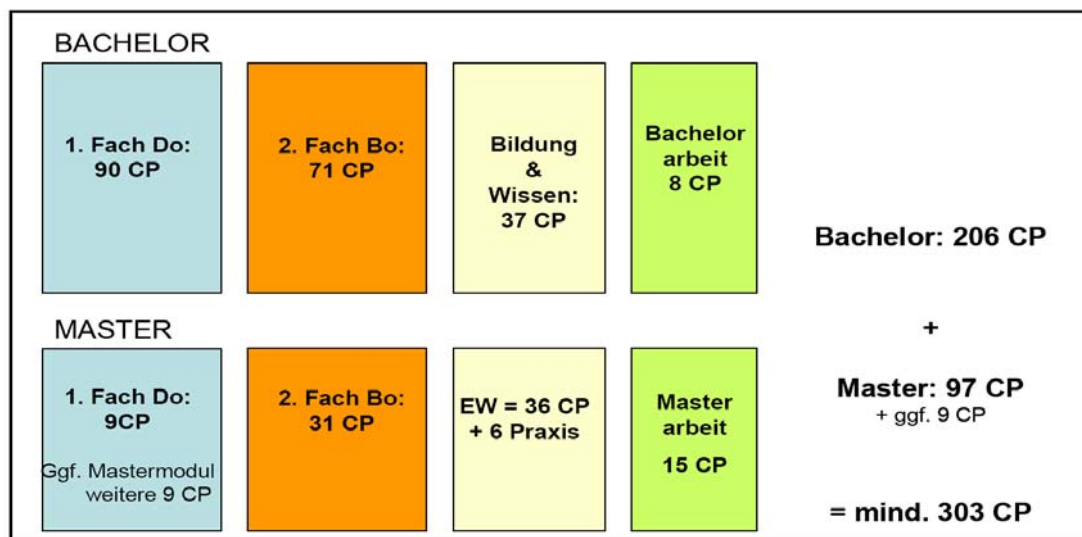 BACHELOR
1. Fach Do:
90 CP
2. Fach Bo:
71 CP
Bildung
&
Wissen:
37 CP
Bachelor
arbeit
8 CP
Bachelor: 206 CP
+
MASTER
1. Fach Do:
9CP
Ggf. Mastermodul
weitere 9 CP
2. Fach Bo:
31 CP
EW = 36 CP
+ 6 Praxis
Master
arbeit
15 CP
Master: 97 CP
+ ggf. 9 CP
= mind. 303 CP